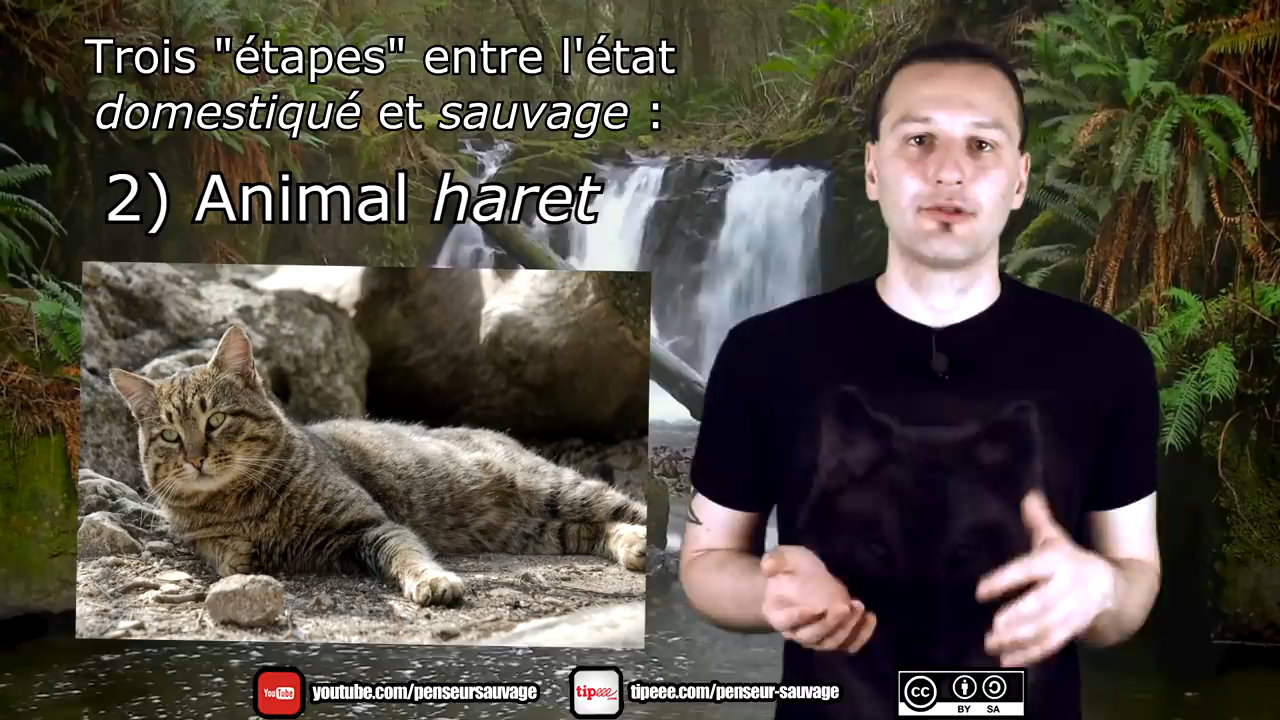 Trois "étapes" entre l'état
domestiqué et sauvage :
2) Animal haret
YouTube youtube.com/penseursauvage
tipeee tipeee.com/penseur-sauvage
cc BY SA